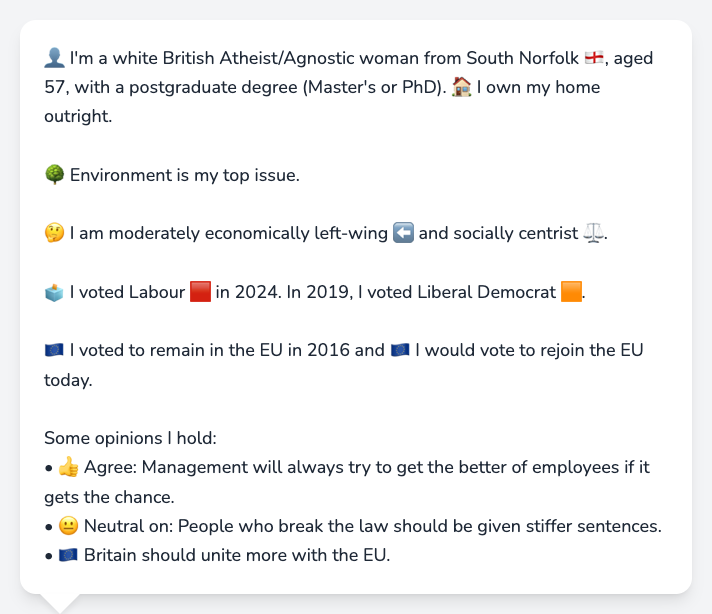 👤 I'm a white British Atheist/Agnostic woman from South Norfolk 🏴󠁧󠁢󠁥󠁮󠁧󠁿, aged
57, with a postgraduate degree (Master's or PhD). 🏠 I own my home
outright.
🌳 Environment is my top issue.
🤔 I am moderately economically left-wing ⬅️ and socially centrist ⚖️.
🗳️ I voted Labour 🟥 in 2024. In 2019, I voted Liberal Democrat 🟧.
🇪🇺 I voted to remain in the EU in 2016 and 🇪🇺 I would vote to rejoin the EU
today.
Some opinions I hold:
• 👍 Agree: Management will always try to get the better of employees if it
gets the chance.
• 😐 Neutral on: People who break the law should be given stiffer sentences.
• 🇪🇺 Britain should unite more with the EU.